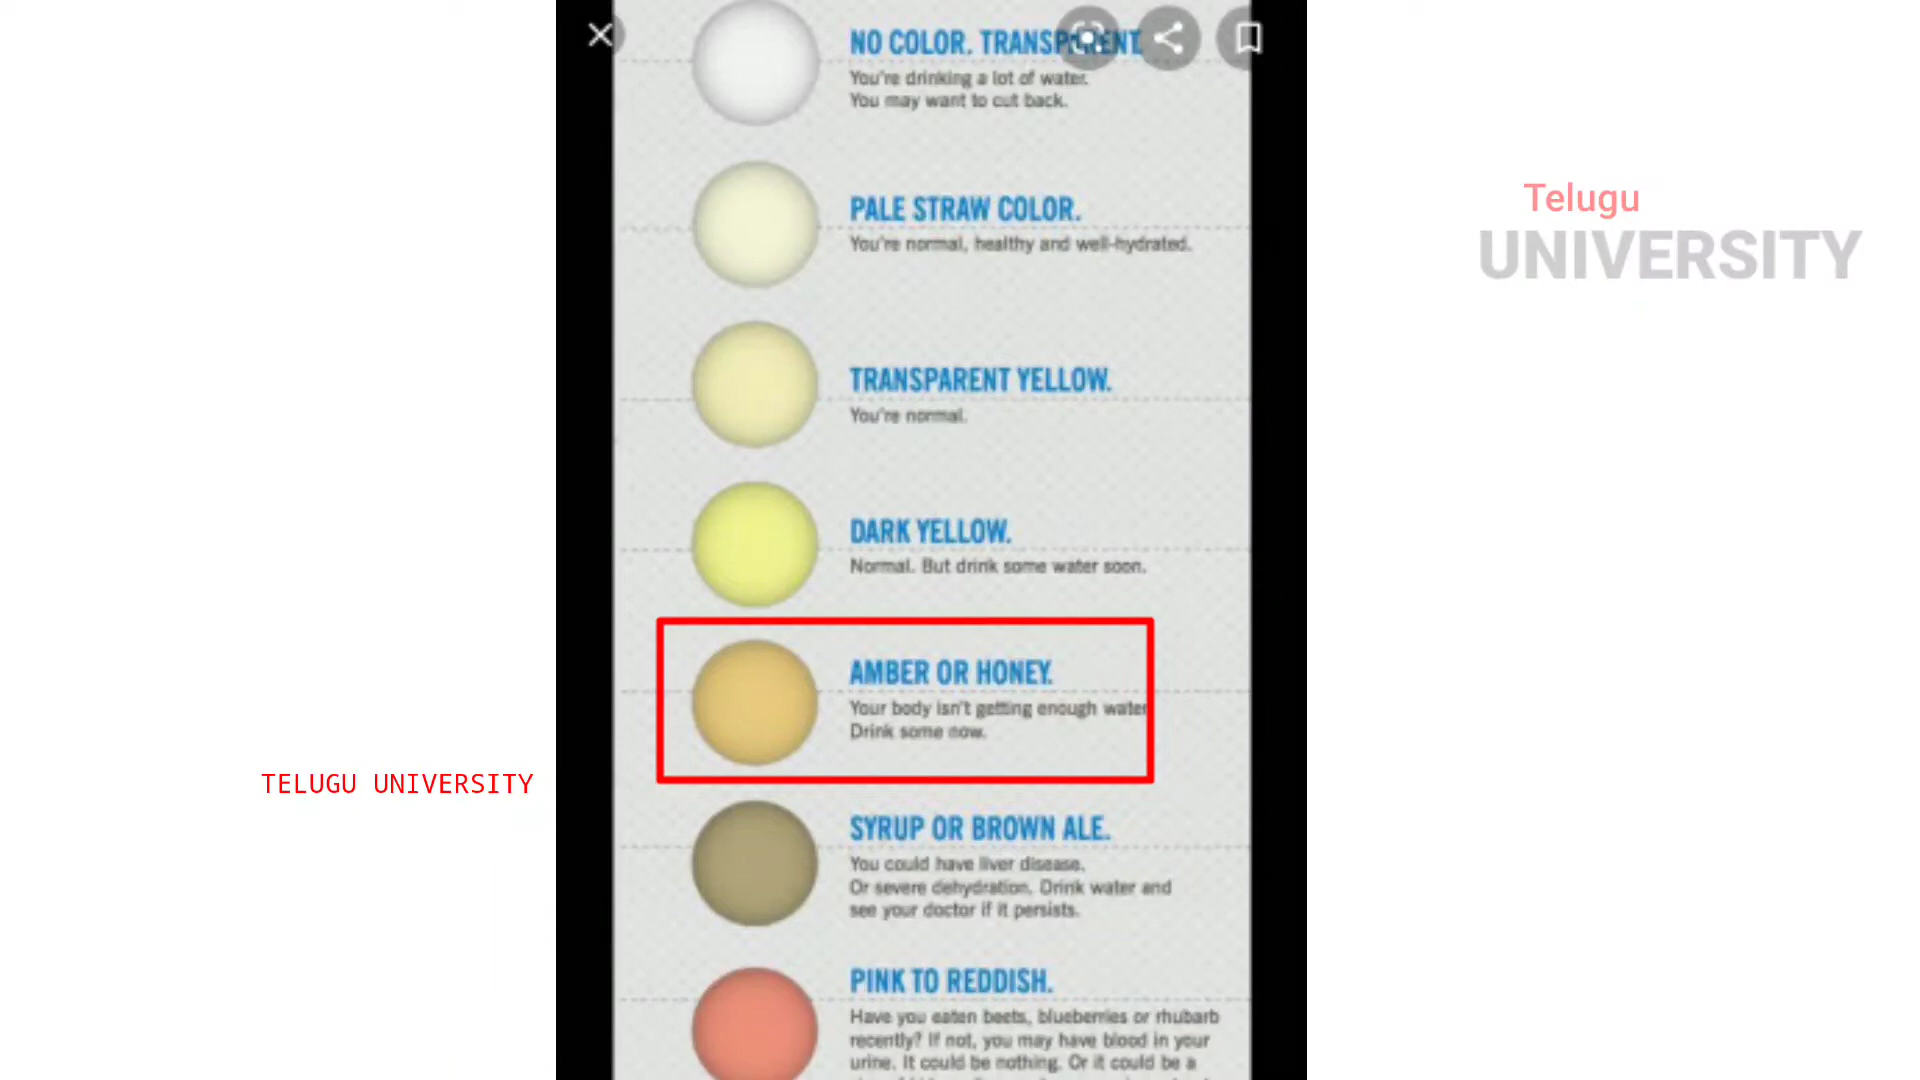 NO COLOR. TRANSPARENT.
You're drinking a lot of water.
You may want to cut back.
Telugu
UNIVERSITY
PALE STRAW COLOR.
You're normal, healthy and well-hydrated.
TRANSPARENT YELLOW.
You're normal.
DARK YELLOW.
Normal. But drink some water soon.
AMBER OR HONEY.
Your body isn't getting enough water
Drink some now.
TELUGU UNIVERSITY
SYRUP OR BROWN ALE.
You could have liver disease.
Or severe dehydration. Drink water and
see your doctor if it persists.
PINK TO REDDISH.
Have you eaten beets, blueberries or rhubarb
recently? If not, you may have blood in your
urine. It could be nothing. Or it could be a